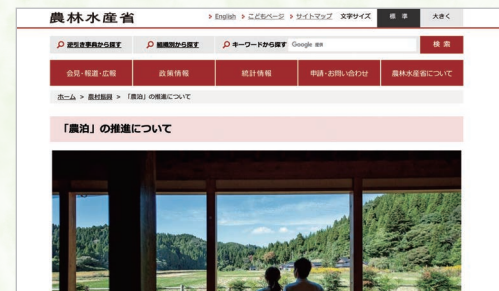 農林水産省
English こどもページ サイトマップ 文字サイズ 標準 大きく
逆引き事典から探す 組織別から探す キーワードから探す Google 提供 検索
会見・報道・広報 政策情報 統計情報 申請・お問い合わせ 農林水産省について
ホーム > 農村振興 > 「農泊」の推進について
「農泊」の推進について